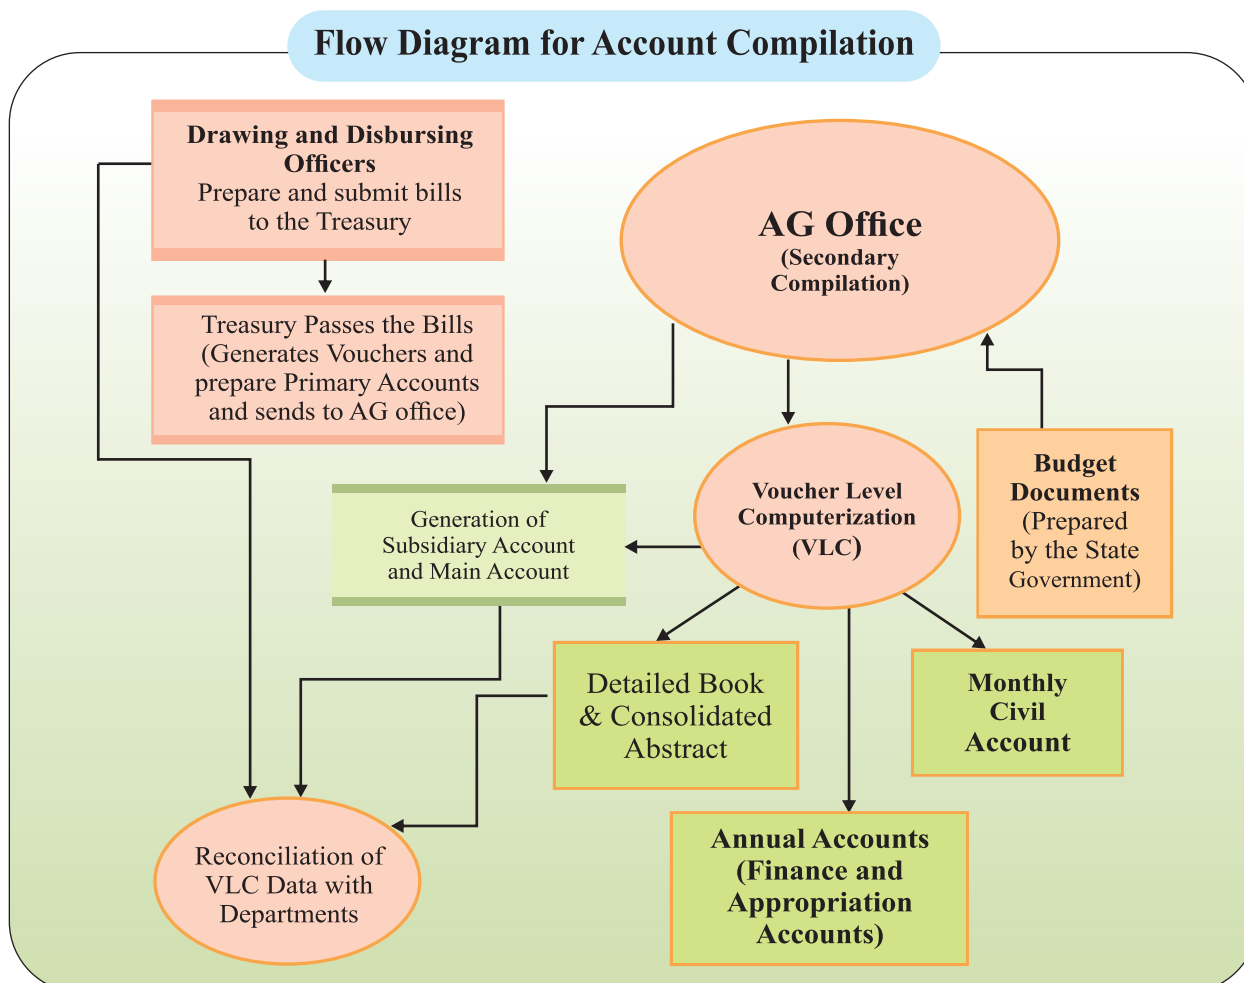 Flow Diagram for Account Compilation
Drawing and Disbursing
Officers
Prepare and submit bills
to the Treasury
Treasury Passes the Bills
(Generates Vouchers and
prepare Primary Accounts
and sends to AG office)
AG Office
(Secondary
Compilation)
Voucher Level
Computerization
(VLC)
Budget
Documents
(Prepared
by the State
Government)
Generation of
Subsidiary Account
and Main Account
Detailed Book
& Consolidated
Abstract
Monthly
Civil
Account
Annual Accounts
(Finance and
Appropriation
Accounts)
Reconciliation of
VLC Data with
Departments